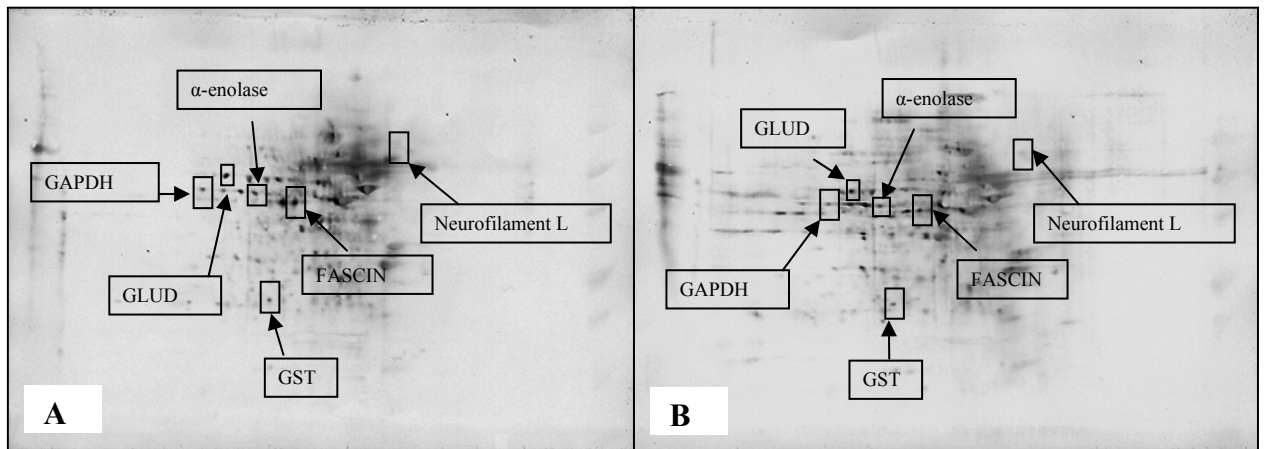 α-enolase
GAPDH
Neurofilament L
FASCIN
GLUD
GST
A
α-enolase
GLUD
Neurofilament L
GAPDH
FASCIN
GST
B